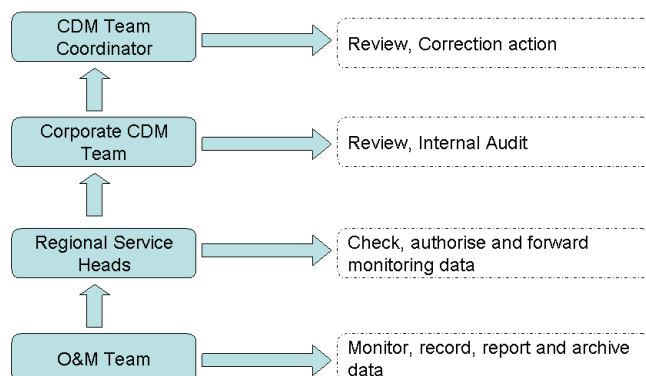 CDM Team
Coordinator
Review, Correction action
Corporate CDM
Team
Review, Internal Audit
Regional Service
Heads
Check, authorise and forward
monitoring data
O&M Team
Monitor, record, report and archive
data